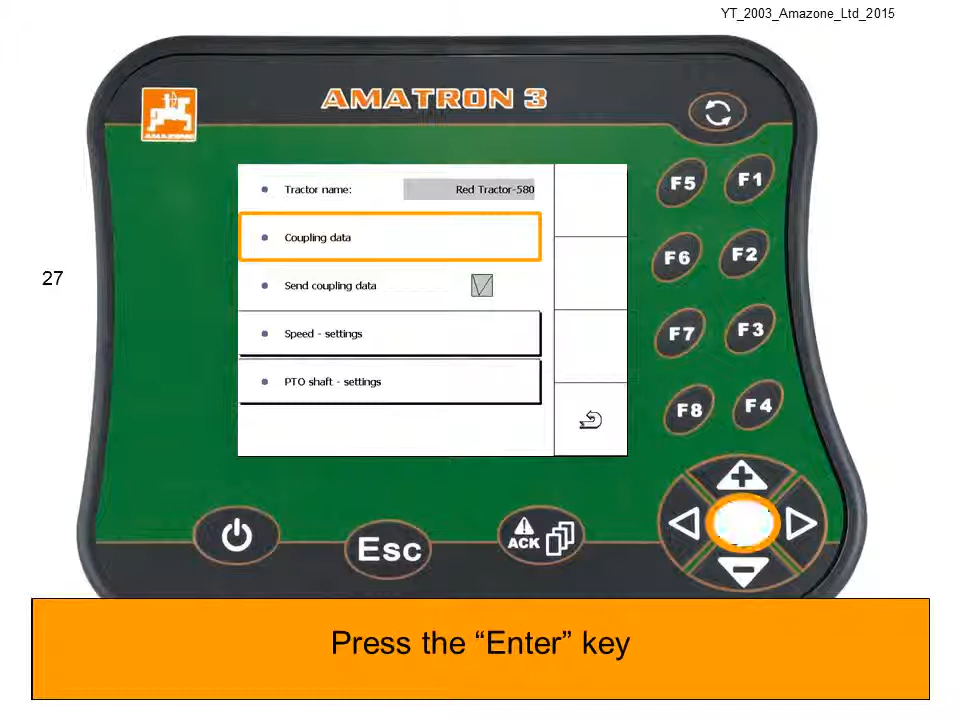 YT_2003_Amazone_Ltd_2015
AMATRON 3
AMAZONE
F5
F1
Tractor name:
Red Tractor-580
Coupling data
F6
F2
27
Send coupling data
Speed - settings
F7
F3
PTO shaft - settings
F8
F4
Esc
ACK
Press the “Enter” key